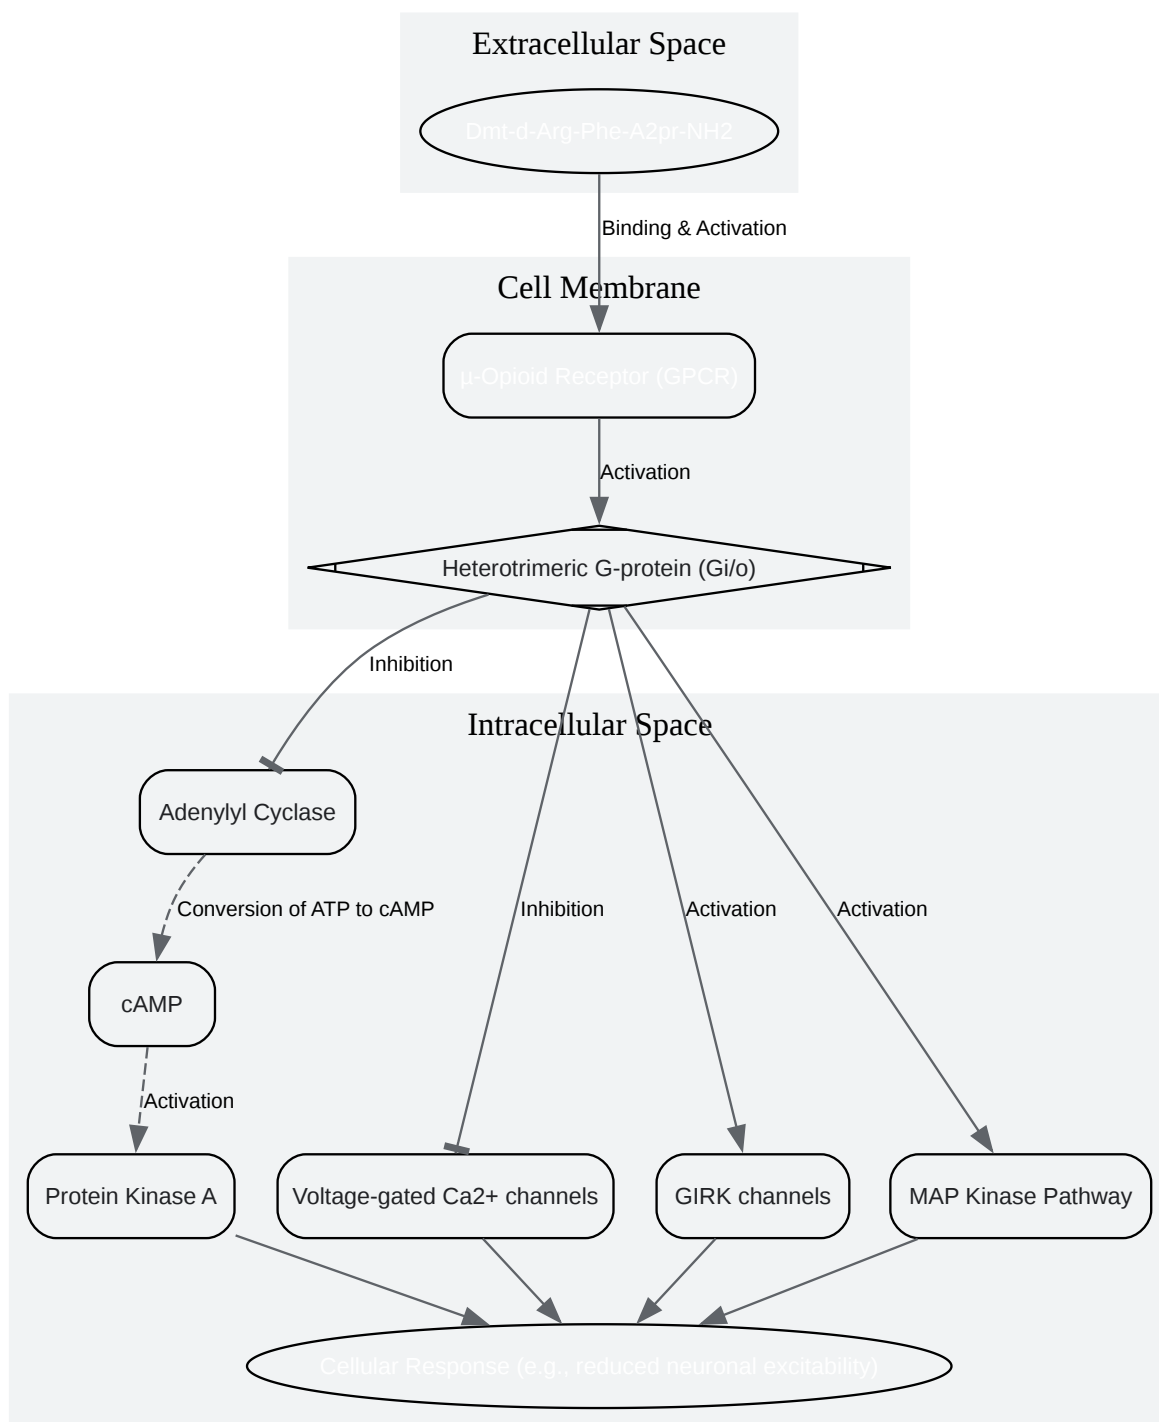 Extracellular Space
Dmt-d-Arg-Phe-A2pr-NH2
Binding & Activation
Cell Membrane
µ-Opioid Receptor (GPCR)
Activation
Heterotrimeric G-protein (Gi/o)
Inhibition
Intracellular Space
Adenylyl Cyclase
Conversion of ATP to cAMP
Inhibition
Activation
Activation
cAMP
Activation
Protein Kinase A
Voltage-gated Ca2+ channels
GIRK channels
MAP Kinase Pathway
Cellular Response (e.g., reduced neuronal excitability)